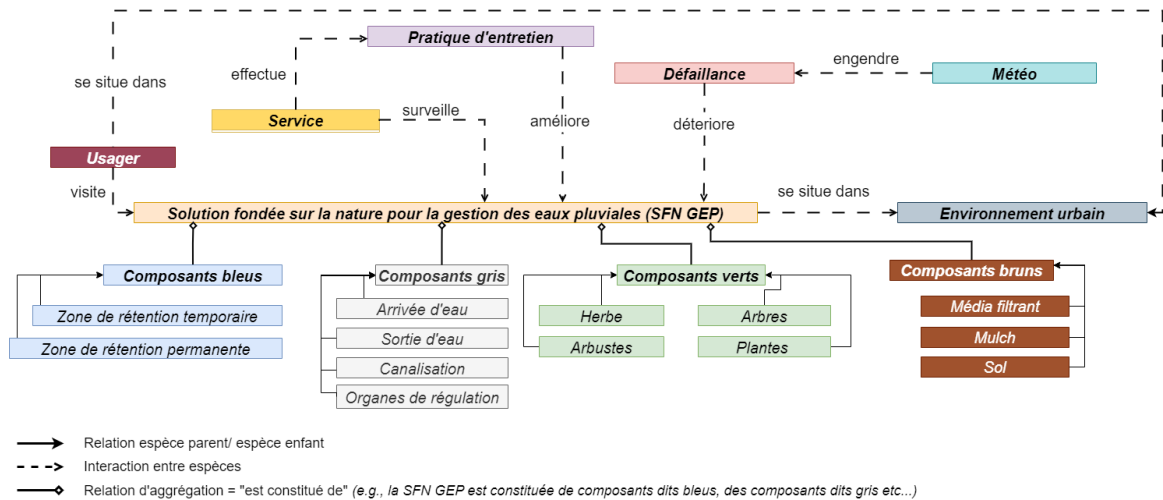 Pratique d'entretien
effectue
engendre
Défaillance
Météo
se situe dans
surveille
Service
améliore
déteriore
Usager
visite
se situe dans
Solution fondée sur la nature pour la gestion des eaux pluviales (SFN GEP)
Environnement urbain
Composants bleus
Composants gris
Composants verts
Composants bruns
Zone de rétention temporaire
Zone de rétention permanente
Arrivée d'eau
Sortie d'eau
Canalisation
Organes de régulation
Herbe
Arbres
Arbustes
Plantes
Média filtrant
Mulch
Sol
Relation espèce parent/ espèce enfant
Interaction entre espèces
Relation d'aggrégation = "est constitué de" (e.g., la SFN GEP est constituée de composants dits bleus, des composants dits gris etc...)